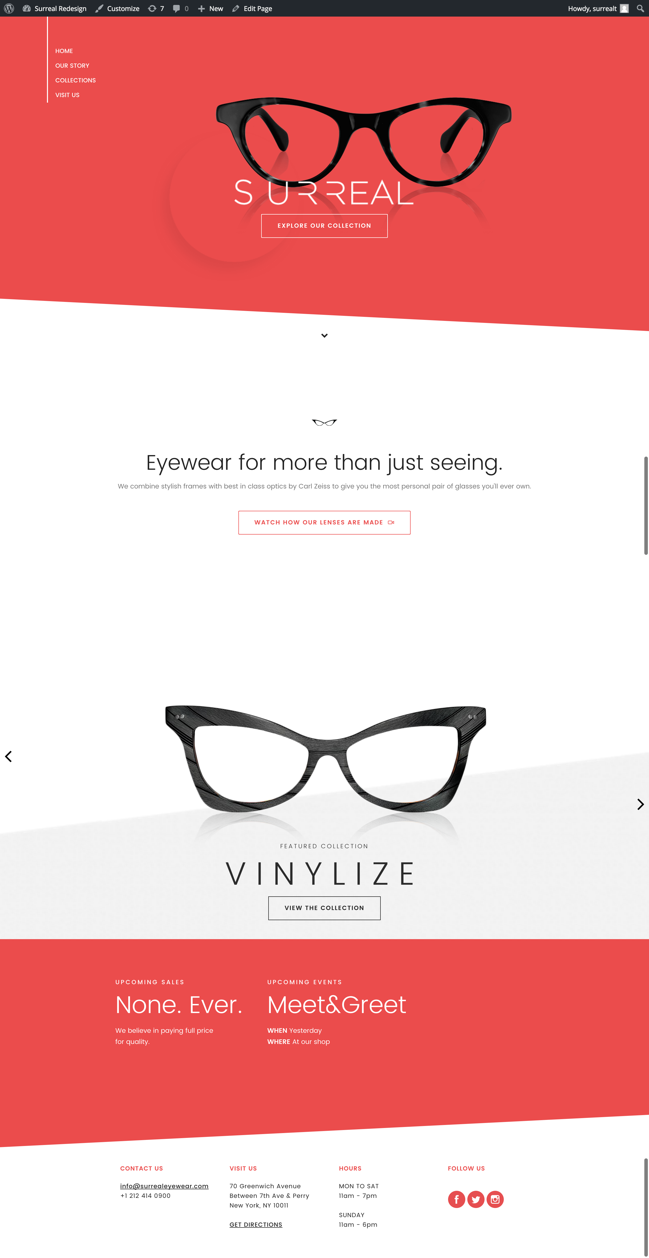 Surreal Redesign Customize 7 0 New Edit Page Howdy, surrealt
HOME
OUR STORY
COLLECTIONS
VISIT US
SURREAL
EXPLORE OUR COLLECTION
Eyewear for more than just seeing.
We combine stylish frames with best in class optics by Carl Zeiss to give you the most personal pair of glasses you'll ever own.
WATCH HOW OUR LENSES ARE MADE
FEATURED COLLECTION
VINYLIZE
VIEW THE COLLECTION
UPCOMING SALES
None. Ever.
We believe in paying full price
for quality.
UPCOMING EVENTS
Meet&Greet
WHEN Yesterday
WHERE At our shop
CONTACT US
info@surrealeyewear.com
+1 212 414 0900
VISIT US
70 Greenwich Avenue
Between 7th Ave & Perry
New York, NY 10011
GET DIRECTIONS
HOURS
MON TO SAT
11am - 7pm
SUNDAY
11am - 6pm
FOLLOW US